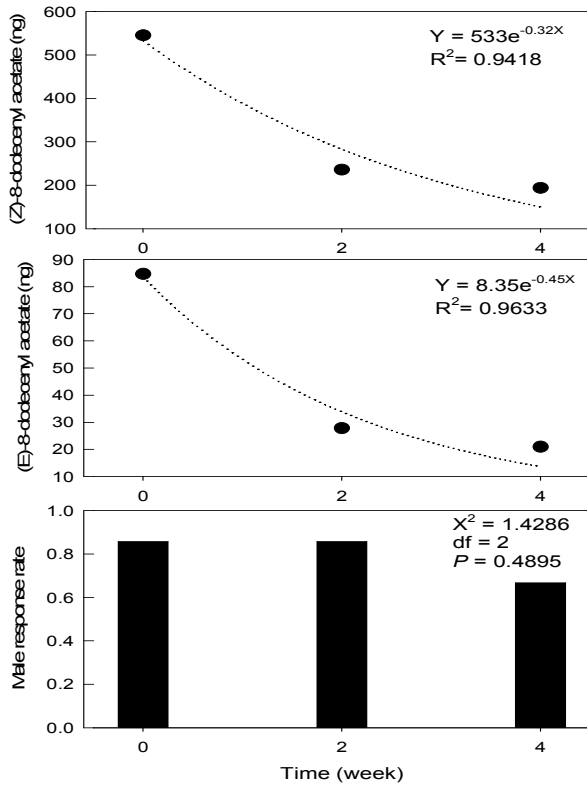 600
500
400
300
200
100
(Z)-8-dodecenyl acetate (ng)
Y = 533e^-0.32X
R²= 0.9418
0 2 4
90
80
70
60
50
40
30
20
10
(E)-8-dodecenyl acetate (ng)
Y = 8.35e^-0.45X
R²= 0.9633
0 2 4
1.0
0.8
0.6
0.4
0.2
0.0
Male response rate
X² = 1.4286
df = 2
P = 0.4895
0 2 4
Time (week)